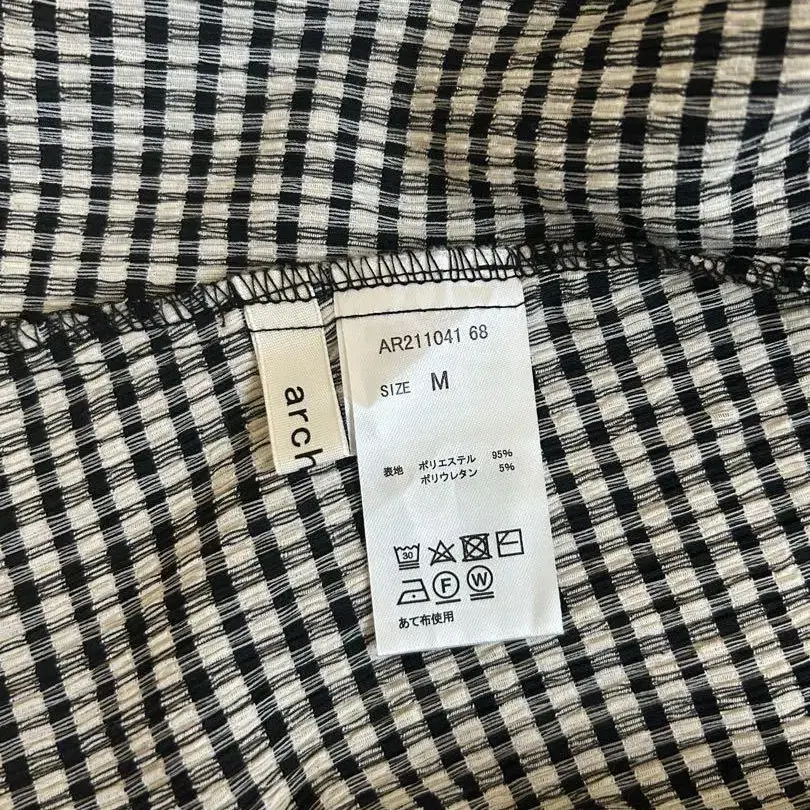 arch
AR211041 68
SIZE M
表地 ポリエステル 95%
ポリウレタン 5%
30
F W
あて布使用